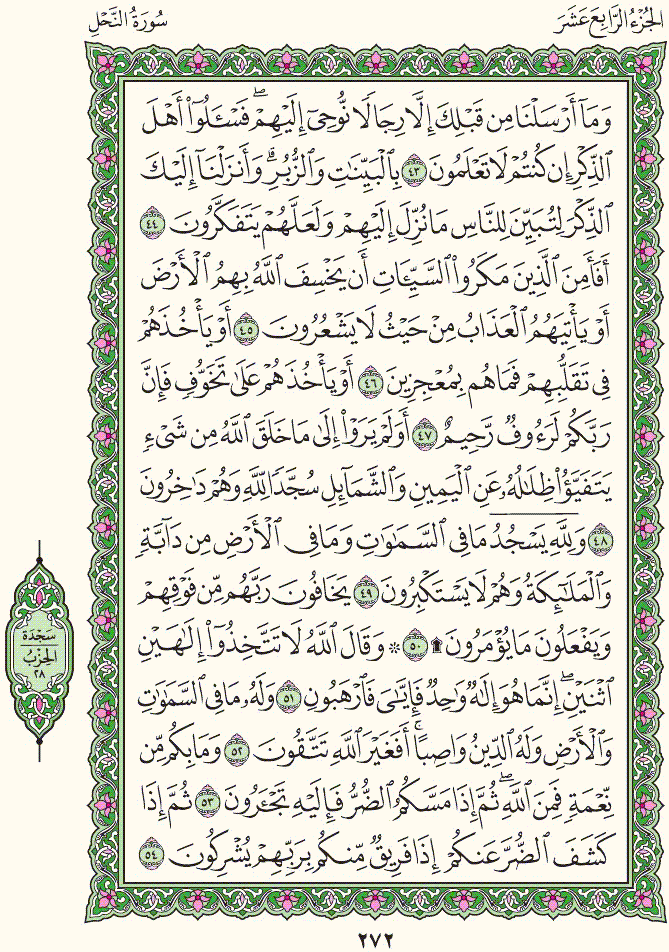 الجُزْءُ الرَّابِعَ عَشَرَ
سُورَةُ النَّحْلِ
وَمَآ أَرۡسَلۡنَا مِن قَبۡلِكَ إِلَّا رِجَالٗا نُّوحِيٓ إِلَيۡهِمۡۖ فَسۡـَٔلُوٓاْ أَهۡلَ
ٱلذِّكۡرِ إِن كُنتُمۡ لَا تَعۡلَمُونَ ٤٣ بِٱلۡبَيِّنَٰتِ وَٱلزُّبُرِۗ وَأَنزَلۡنَآ إِلَيۡكَ
ٱلذِّكۡرَ لِتُبَيِّنَ لِلنَّاسِ مَا نُزِّلَ إِلَيۡهِمۡ وَلَعَلَّهُمۡ يَتَفَكَّرُونَ ٤٤
أَفَأَمِنَ ٱلَّذِينَ مَكَرُواْ ٱلسَّيِّـَٔاتِ أَن يَخۡسِفَ ٱللَّهُ بِهِمُ ٱلۡأَرۡضَ
أَوۡ يَأۡتِيَهُمُ ٱلۡعَذَابُ مِنۡ حَيۡثُ لَا يَشۡعُرُونَ ٤٥ أَوۡ يَأۡخُذَهُمۡ
فِي تَقَلُّبِهِمۡ فَمَا هُم بِمُعۡجِزِينَ ٤٦ أَوۡ يَأۡخُذَهُمۡ عَلَىٰ تَخَوُّفٖ فَإِنَّ
رَبَّكُمۡ لَرَءُوفٞ رَّحِيمٌ ٤٧ أَوَلَمۡ يَرَوۡاْ إِلَىٰ مَا خَلَقَ ٱللَّهُ مِن شَيۡءٖ
يَتَفَيَّؤُاْ ظِلَٰلُهُۥ عَنِ ٱلۡيَمِينِ وَٱلشَّمَآئِلِ سُجَّدٗا لِّلَّهِ وَهُمۡ دَٰخِرُونَ
٤٨ وَلِلَّهِۤ يَسۡجُدُۤ مَا فِي ٱلسَّمَٰوَٰتِ وَمَا فِي ٱلۡأَرۡضِ مِن دَآبَّةٖ
وَٱلۡمَلَٰٓئِكَةُ وَهُمۡ لَا يَسۡتَكۡبِرُونَ ٤٩ يَخَافُونَ رَبَّهُم مِّن فَوۡقِهِمۡ
وَيَفۡعَلُونَ مَا يُؤۡمَرُونَ۩ ٥٠ ۞ وَقَالَ ٱللَّهُ لَا تَتَّخِذُوٓاْ إِلَٰهَيۡنِ
ٱثۡنَيۡنِۖ إِنَّمَا هُوَ إِلَٰهٞ وَٰحِدٞ فَإِيَّٰيَ فَٱرۡهَبُونِ ٥١ وَلَهُۥ مَا فِي ٱلسَّمَٰوَٰتِ
وَٱلۡأَرۡضِ وَلَهُ ٱلدِّينُ وَاصِبًاۚ أَفَغَيۡرَ ٱللَّهِ تَتَّقُونَ ٥٢ وَمَا بِكُم مِّن
نِّعۡمَةٖ فَمِنَ ٱللَّهِۖ ثُمَّ إِذَا مَسَّكُمُ ٱلضُّرُّ فَإِلَيۡهِ تَجۡـَٔرُونَ ٥٣ ثُمَّ إِذَا
كَشَفَ ٱلضُّرَّ عَنكُمۡ إِذَا فَرِيقٞ مِّنكُم بِرَبِّهِمۡ يُشۡرِكُونَ ٥٤
سَجْدَة
الحِزْبُ
٢٨
٢٧٢